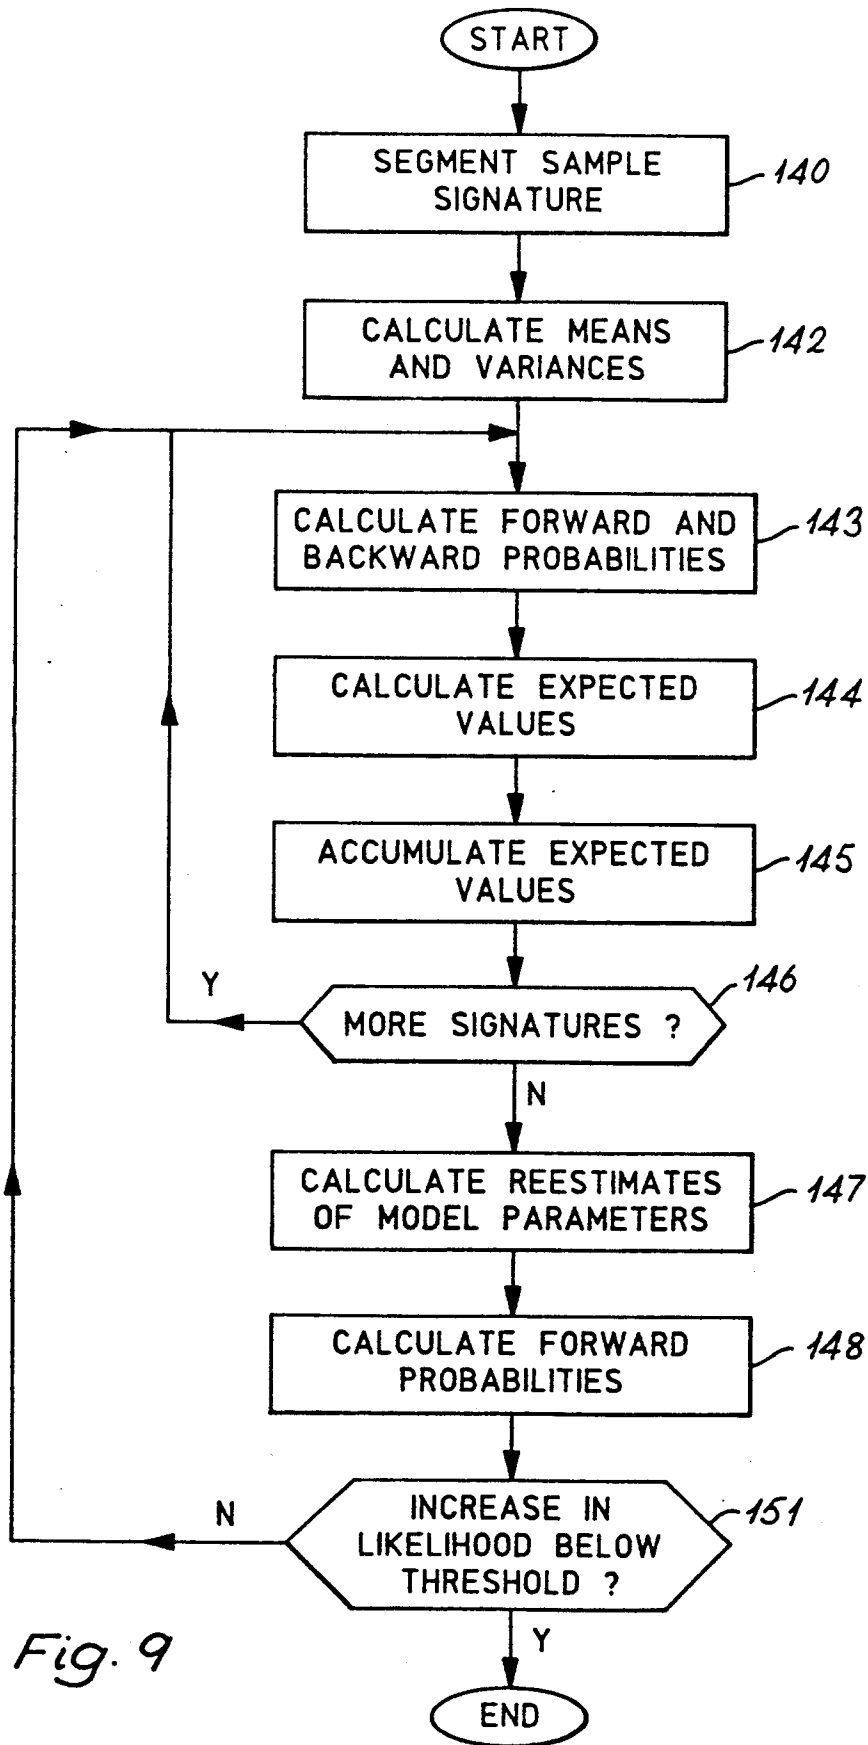 START
SEGMENT SAMPLE
SIGNATURE
140
CALCULATE MEANS
AND VARIANCES
142
CALCULATE FORWARD AND
BACKWARD PROBABILITIES
143
CALCULATE EXPECTED
VALUES
144
ACCUMULATE EXPECTED
VALUES
145
Y
MORE SIGNATURES ?
146
N
CALCULATE REESTIMATES
OF MODEL PARAMETERS
147
CALCULATE FORWARD
PROBABILITIES
148
N
INCREASE IN
LIKELIHOOD BELOW
THRESHOLD ?
151
Y
END
Fig. 9